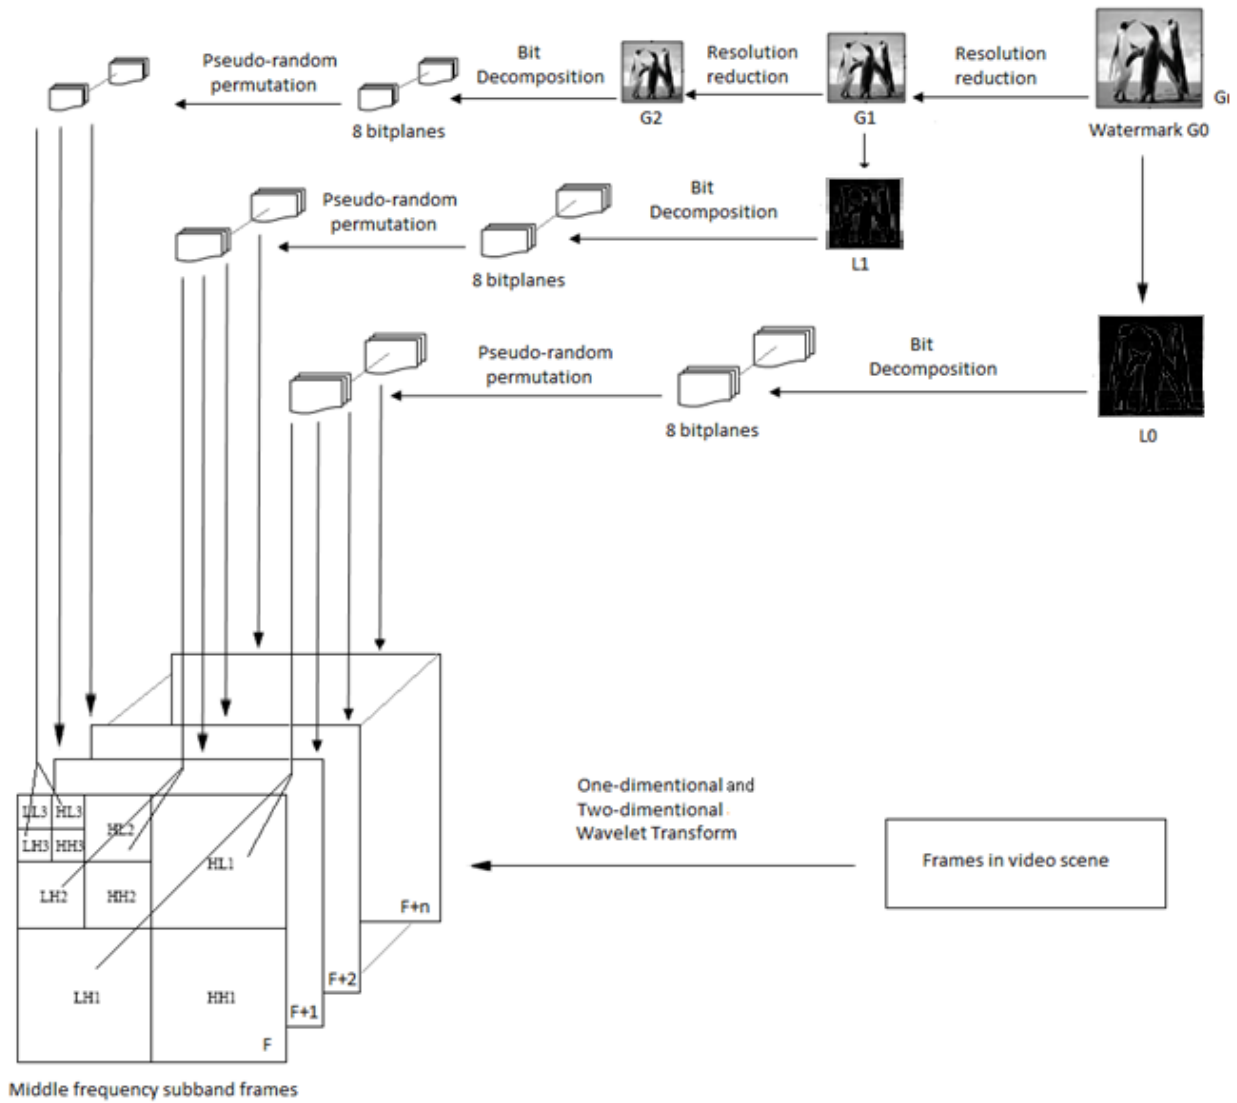 Pseudo-random
permutation
Bit
Decomposition
Resolution
reduction
Resolution
reduction
8 bitplanes
G2
G1
Watermark G0
Pseudo-random
permutation
Bit
Decomposition
8 bitplanes
L1
Pseudo-random
permutation
Bit
Decomposition
8 bitplanes
L0
One-dimentional and
Two-dimentional
Wavelet Transform
Frames in video scene
LL3
HL3
LH3
HH3
HL2
LH2
HH2
HL1
LH1
HH1
F
F+1
F+2
F+n
Middle frequency subband frames